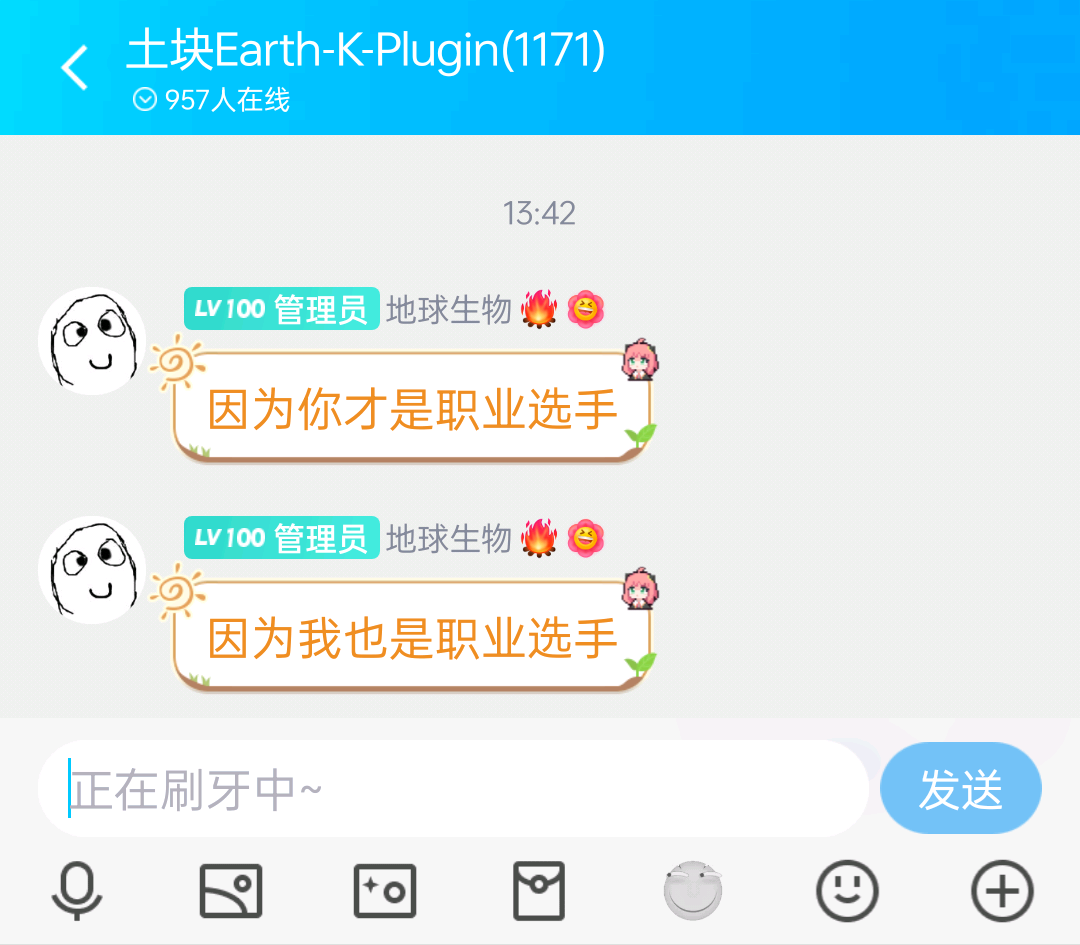 土块Earth-K-Plugin(1171)
957人在线
13:42
LV100 管理员 地球生物🔥
因为你才是职业选手
LV100 管理员 地球生物🔥
因为我也是职业选手
正在刷牙中~
发送